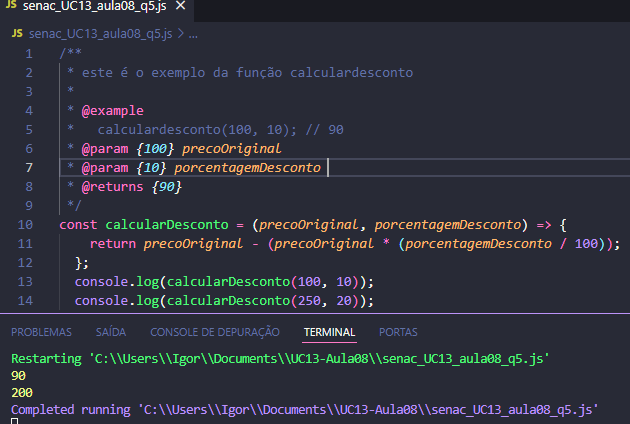 JS senac_UC13_aula08_q5.js X
JS senac_UC13_aula08_q5.js > ...
1 /**
2 * este é o exemplo da função calculardesconto
3 *
4 * @example
5 *   calculardesconto(100, 10); // 90
6 * @param {100} precoOriginal
7 * @param {10} porcentagemDesconto
8 * @returns {90}
9 */
10 const calcularDesconto = (precoOriginal, porcentagemDesconto) => {
11     return precoOriginal - (precoOriginal * (porcentagemDesconto / 100));
12   };
13   console.log(calcularDesconto(100, 10));
14   console.log(calcularDesconto(250, 20));
PROBLEMAS SAÍDA CONSOLE DE DEPURAÇÃO TERMINAL PORTAS
Restarting 'C:\\Users\\Igor\\Documents\\UC13-Aula08\\senac_UC13_aula08_q5.js'
90
200
Completed running 'C:\\Users\\Igor\\Documents\\UC13-Aula08\\senac_UC13_aula08_q5.js'